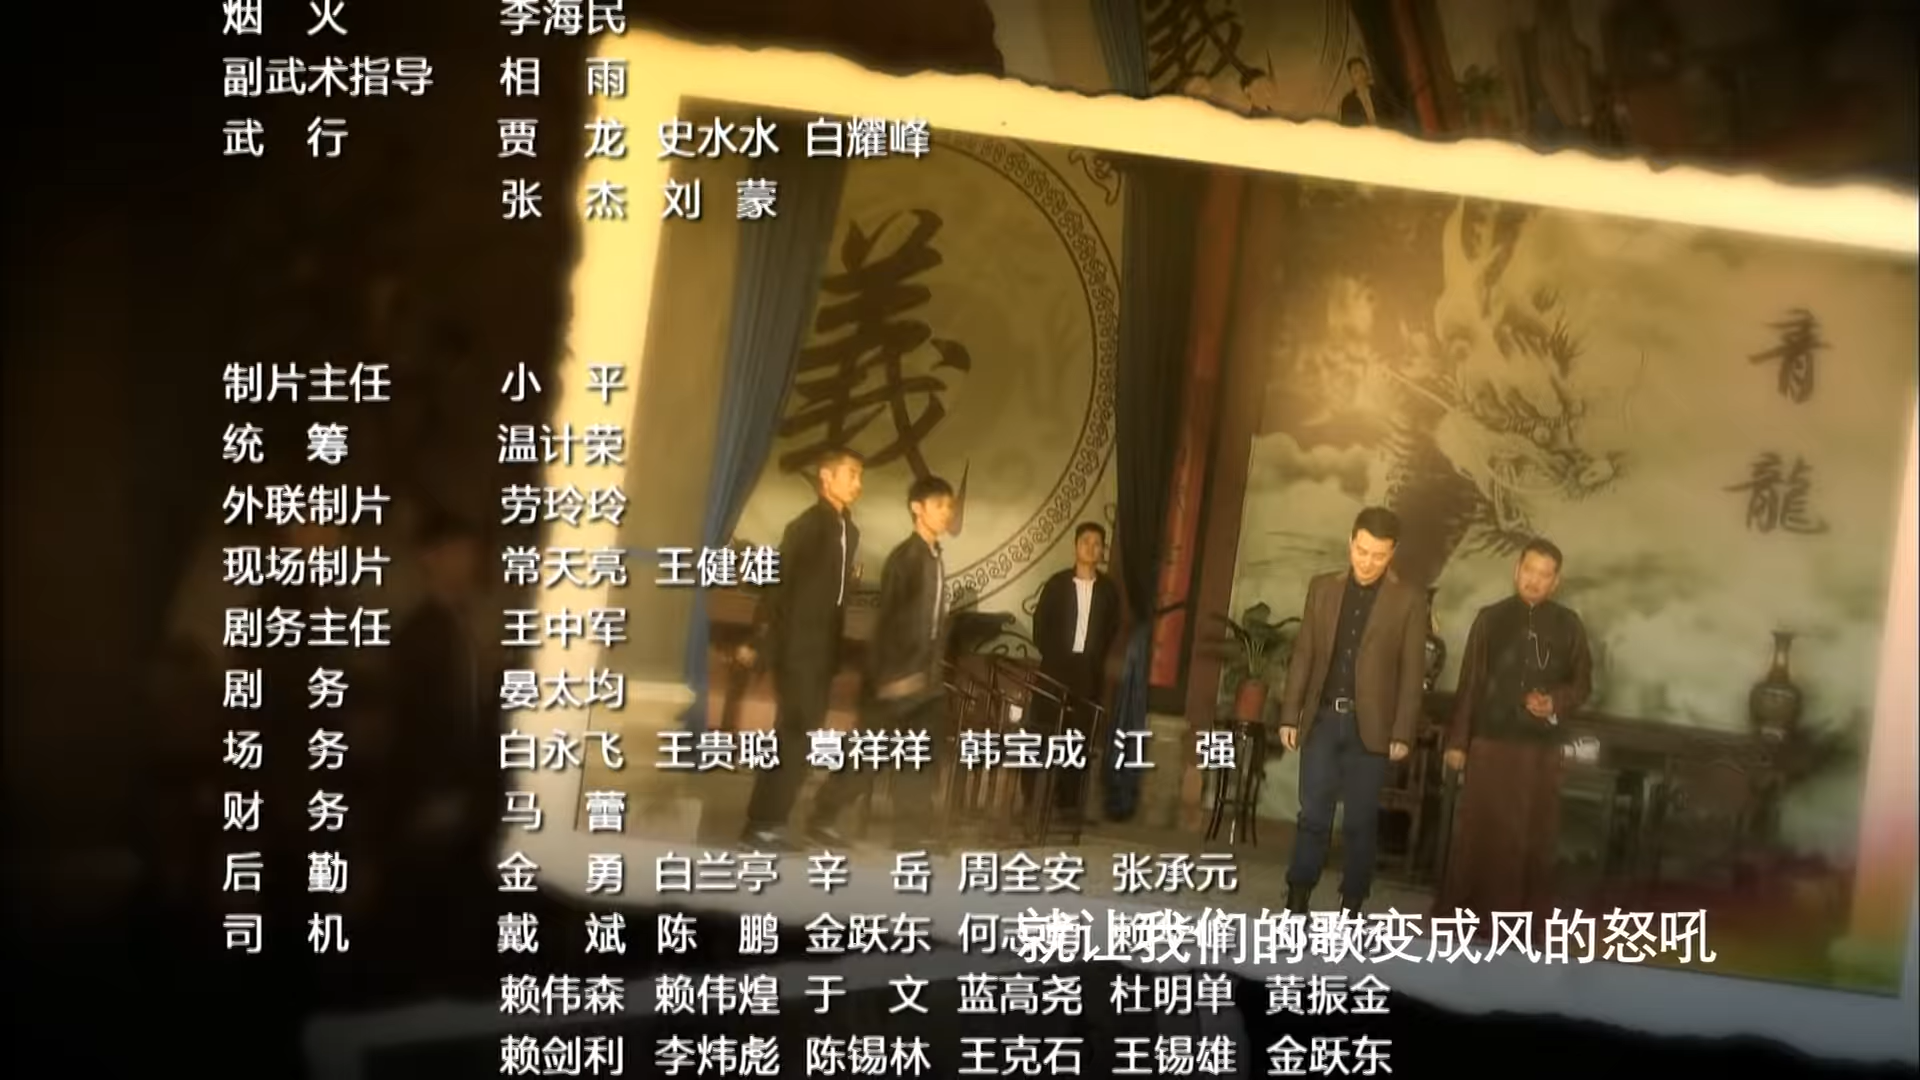 烟 火 李海民
副武术指导 相 雨
武 行 贾 龙 史水水 白耀峰
张 杰 刘 蒙
制片主任 小 平
统 筹 温计荣
外联制片 劳玲玲
现场制片 常天亮 王健雄
剧务主任 王中军
剧 务 晏太均
场 务 白永飞 王贵聪 葛祥祥 韩宝成 江 强
财 务 马 蕾
后 勤 金 勇 白兰亭 辛 岳 周全安 张承元
司 机 戴 斌 陈 鹏 金跃东
就让我们的歌变成风的怒吼
赖伟森 赖伟煌 于 文 蓝高尧 杜明单 黄振金
赖剑利 李炜彪 陈锡林 王克石 王锡雄 金跃东
義
青龍
義